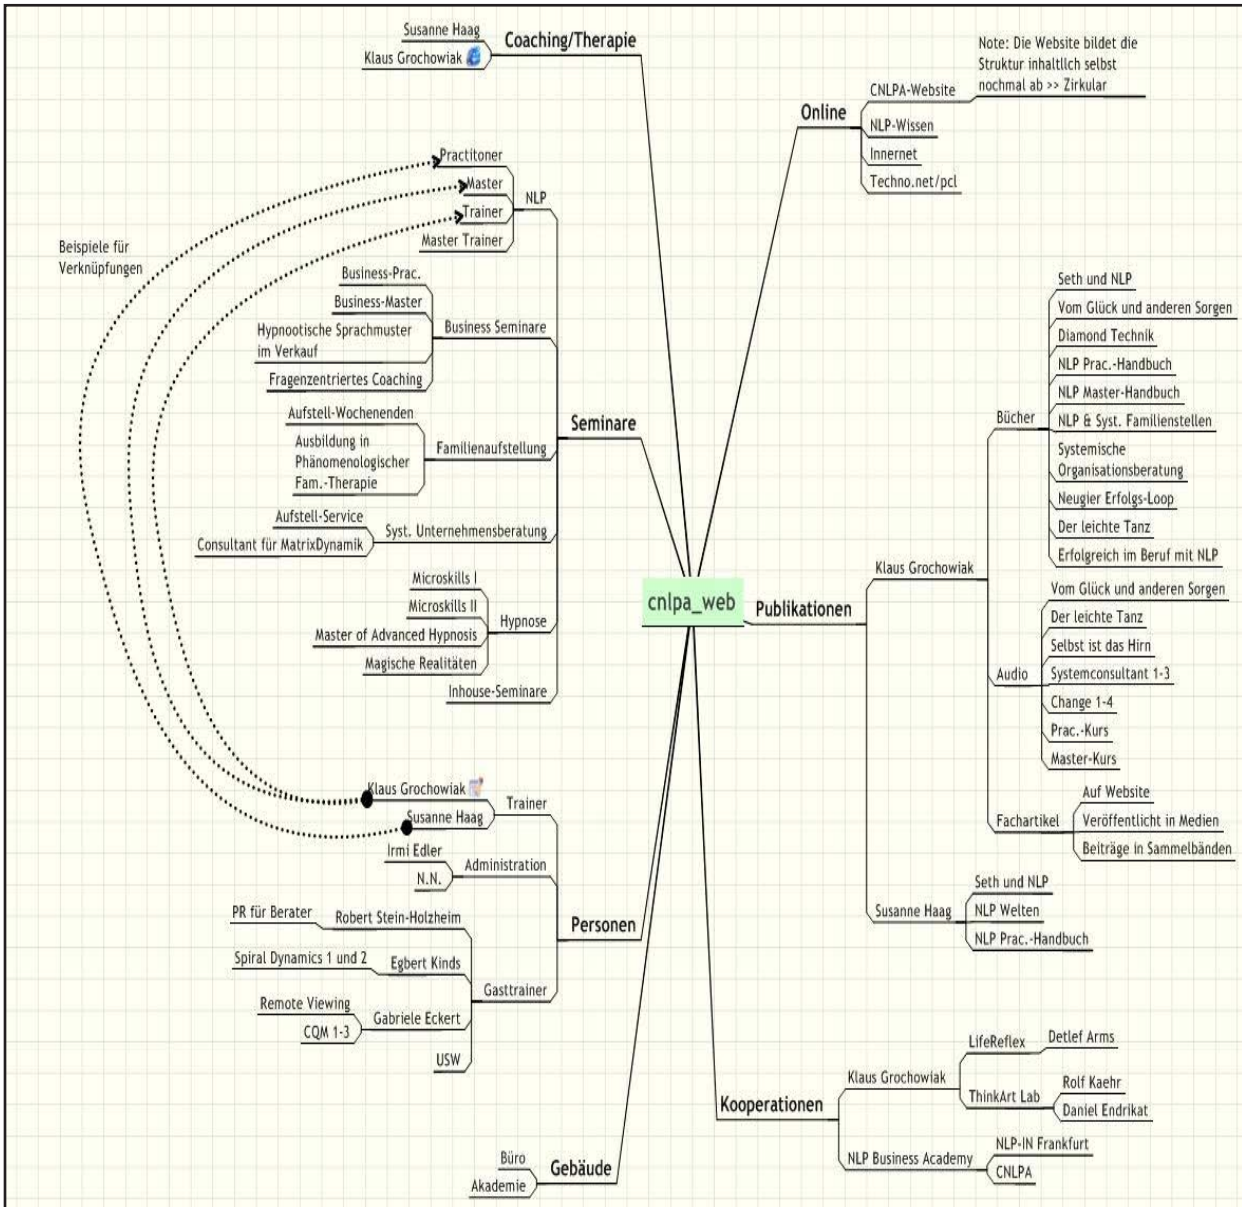 Susanne Haag
Klaus Grochowiak
Coaching/Therapie
Practitoner
Master
Trainer
Master Trainer
NLP
Beispiele für
Verknüpfungen
Business-Prac.
Business-Master
Hypnootische Sprachmuster
im Verkauf
Fragenzentriertes Coaching
Business Seminare
Aufstell-Wochenenden
Ausbildung in
Phänomenologischer
Fam.-Therapie
Familienaufstellung
Seminare
Aufstell-Service
Consultant für MatrixDynamik
Syst. Unternehmensberatung
Microskills I
Microskills II
Master of Advanced Hypnosis
Magische Realitäten
Hypnose
Inhouse-Seminare
Klaus Grochowiak
Susanne Haag
Trainer
Irmi Edler
N.N.
Administration
Personen
PR für Berater
Robert Stein-Holzheim
Spiral Dynamics 1 und 2
Egbert Kinds
Gasttrainer
Remote Viewing
CQM 1-3
Gabriele Eckert
USW
Büro
Akademie
Gebäude
cnlpa_web
Online
CNLPA-Website
Note: Die Website bildet die
Struktur inhaltlich selbst
nochmal ab >> Zirkular
NLP-Wissen
Innernet
Techno.net/pcl
Publikationen
Klaus Grochowiak
Bücher
Seth und NLP
Vom Glück und anderen Sorgen
Diamond Technik
NLP Prac.-Handbuch
NLP Master-Handbuch
NLP & Syst. Familienstellen
Systemische
Organisationsberatung
Neugier Erfolgs-Loop
Der leichte Tanz
Erfolgreich im Beruf mit NLP
Audio
Vom Glück und anderen Sorgen
Der leichte Tanz
Selbst ist das Hirn
Systemconsultant 1-3
Change 1-4
Prac.-Kurs
Master-Kurs
Fachartikel
Auf Website
Veröffentlicht in Medien
Beiträge in Sammelbänden
Susanne Haag
Seth und NLP
NLP Welten
NLP Prac.-Handbuch
Kooperationen
Klaus Grochowiak
LifeReflex
Detlef Arms
ThinkArt Lab
Rolf Kaehr
Daniel Endrikat
NLP Business Academy
NLP-IN Frankfurt
CNLPA